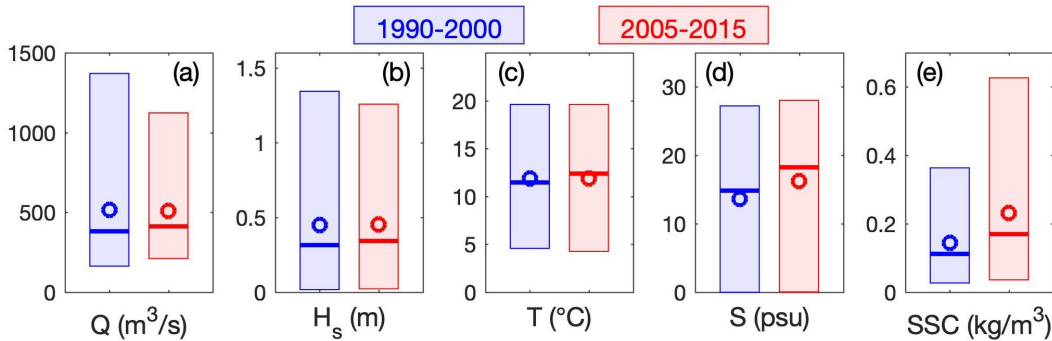 1990-2000 2005-2015
(a) (b) (c) (d) (e)
1500 1.5 20 30 0.6
1000 1 15 20 0.4
500 0.5 10 10 0.2
0 0 5 0 0
0
Q (m³/s) Hₛ (m) T (°C) S (psu) SSC (kg/m³)